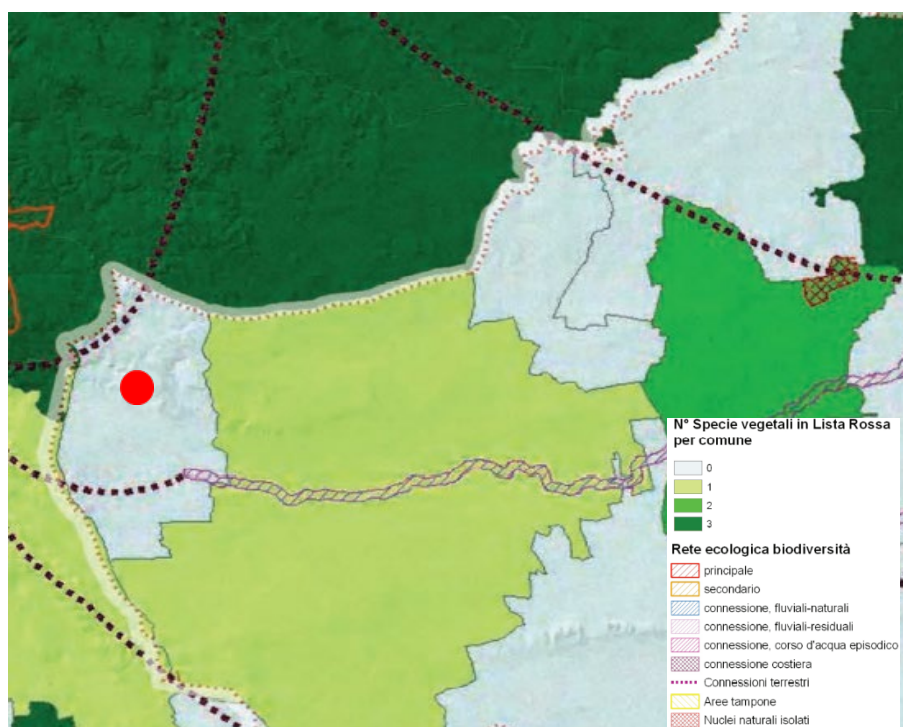 N° Specie vegetali in Lista Rossa
per comune
0
1
2
3
Rete ecologica biodiversità
principale
secondario
connessione, fluviali-naturali
connessione, fluviali-residuali
connessione, corso d'acqua episodico
connessione costiera
Connessioni terrestri
Aree tampone
Nuclei naturali isolati